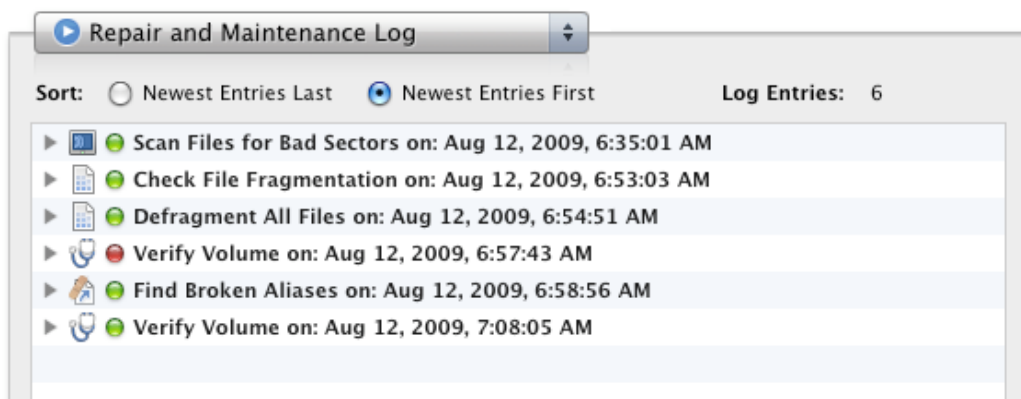 Repair and Maintenance Log
Sort: Newest Entries Last Newest Entries First Log Entries: 6
Scan Files for Bad Sectors on: Aug 12, 2009, 6:35:01 AM
Check File Fragmentation on: Aug 12, 2009, 6:53:03 AM
Defragment All Files on: Aug 12, 2009, 6:54:51 AM
Verify Volume on: Aug 12, 2009, 6:57:43 AM
Find Broken Aliases on: Aug 12, 2009, 6:58:56 AM
Verify Volume on: Aug 12, 2009, 7:08:05 AM